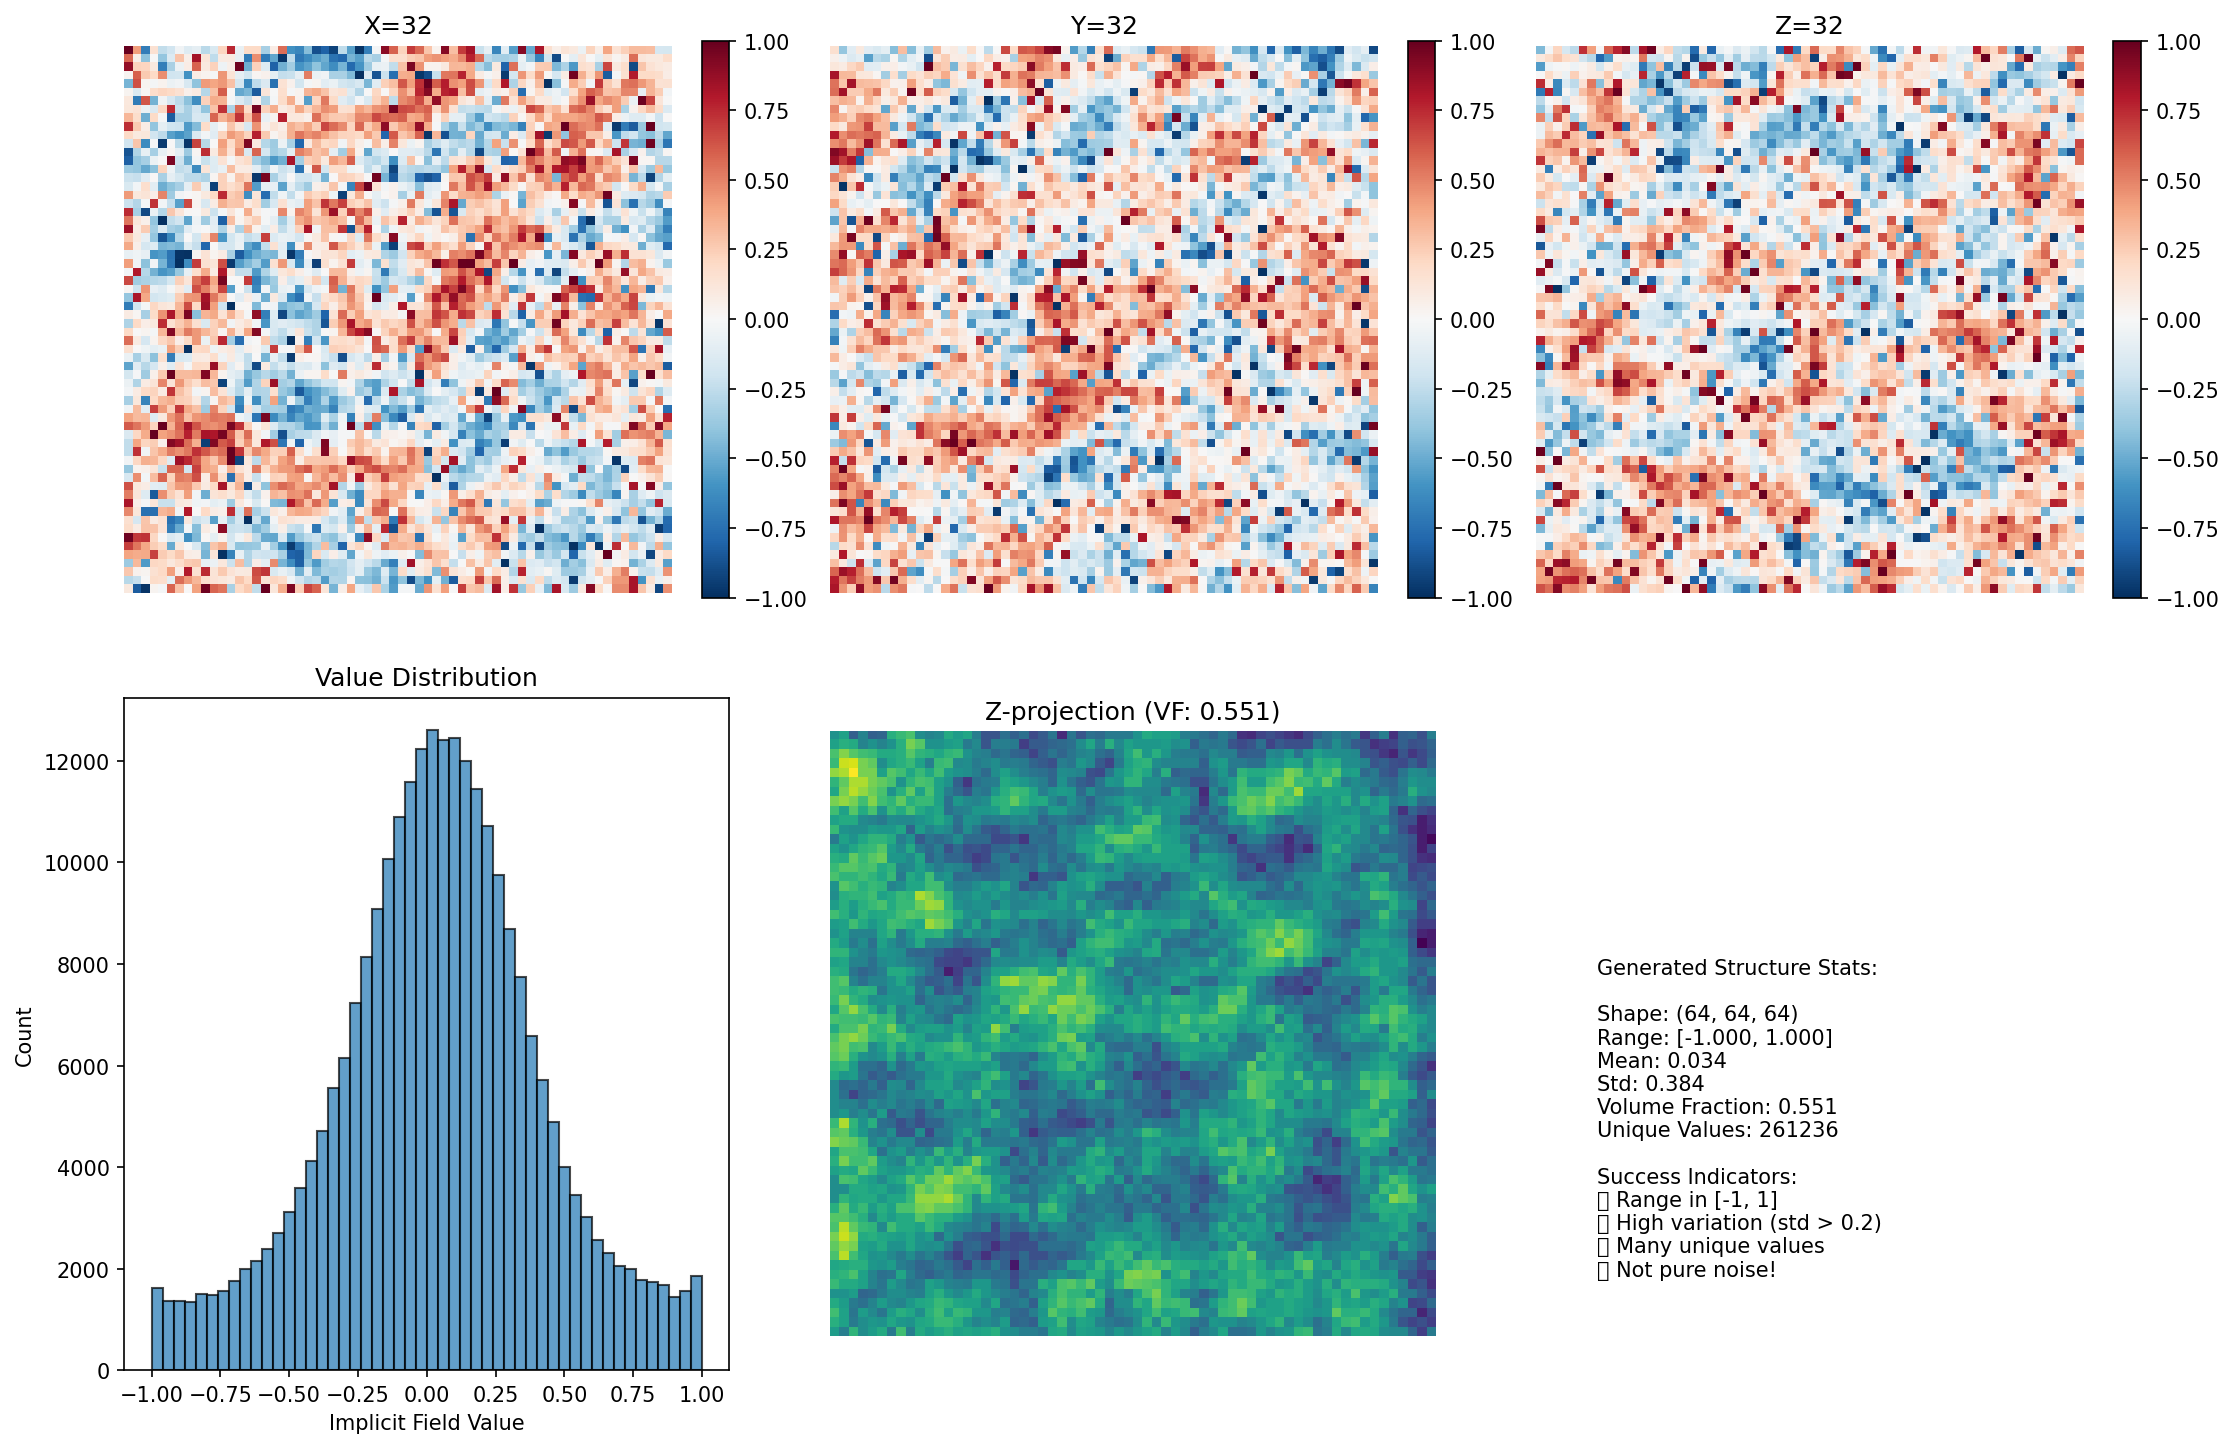 X=32
1.00
0.75
0.50
0.25
0.00
−0.25
−0.50
−0.75
−1.00
Y=32
1.00
0.75
0.50
0.25
0.00
−0.25
−0.50
−0.75
−1.00
Z=32
1.00
0.75
0.50
0.25
0.00
−0.25
−0.50
−0.75
−1.00
Value Distribution
Count
12000
10000
8000
6000
4000
2000
0
−1.00 −0.75 −0.50 −0.25 0.00 0.25 0.50 0.75 1.00
Implicit Field Value
Z-projection (VF: 0.551)
Generated Structure Stats:
Shape: (64, 64, 64)
Range: [-1.000, 1.000]
Mean: 0.034
Std: 0.384
Volume Fraction: 0.551
Unique Values: 261236
Success Indicators:
▯ Range in [-1, 1]
▯ High variation (std > 0.2)
▯ Many unique values
▯ Not pure noise!